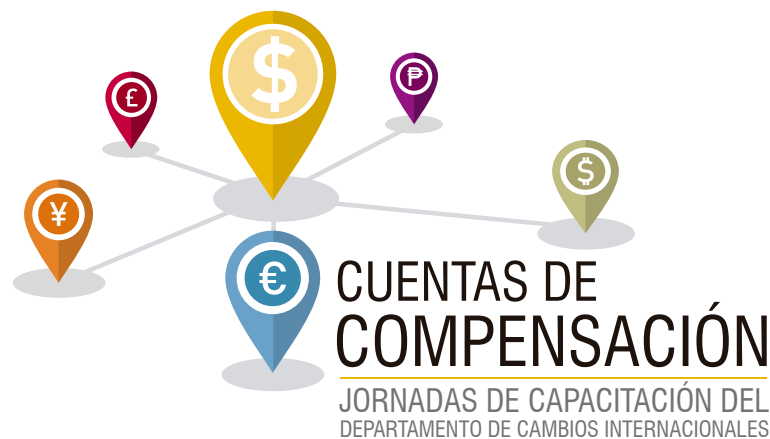 $
£
₱
$
¥
€
CUENTAS DE
COMPENSACIÓN
JORNADAS DE CAPACITACIÓN DEL
DEPARTAMENTO DE CAMBIOS INTERNACIONALES